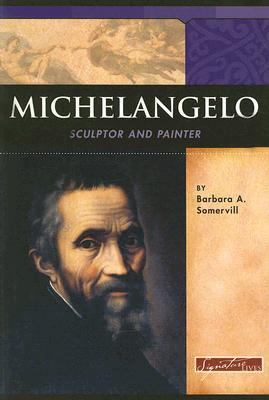 MICHELANGELO
SCULPTOR AND PAINTER
BY
Barbara A.
Somervill
Signature
LIVES